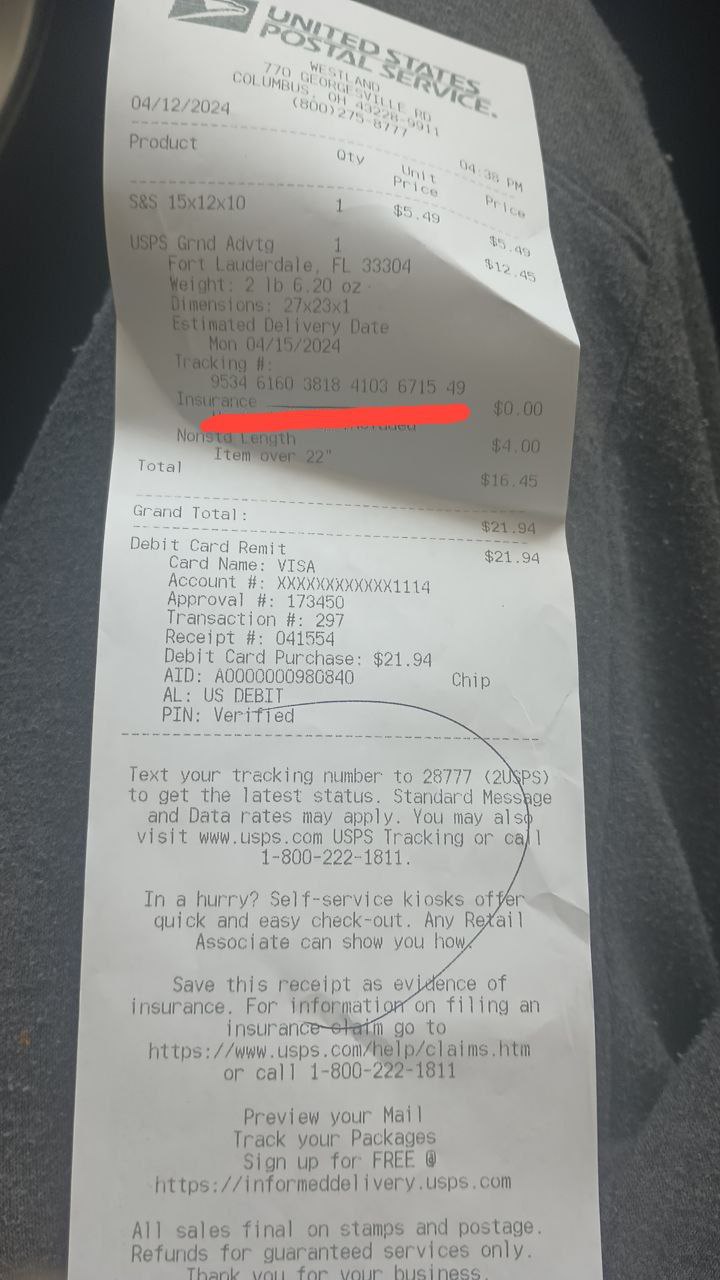 UNITED STATES
POSTAL SERVICE.
WESTLAND
770 GEORGESVILLE RD
COLUMBUS, OH 43228-9911
(800)275-8777
04/12/2024 04:38 PM
Product Qty Unit Price
Price
S&S 15x12x10 1 $5.49 $5.49
USPS Grnd Advtg 1 $12.45
Fort Lauderdale, FL 33304
Weight: 2 lb 6.20 oz
Dimensions: 27x23x1
Estimated Delivery Date
Mon 04/15/2024
Tracking #:
9534 6160 3818 4103 6715 49
Insurance $0.00
Nonstd Length $4.00
Item over 22"
Total $16.45
Grand Total: $21.94
Debit Card Remit $21.94
Card Name: VISA
Account #: XXXXXXXXXXXX1114
Approval #: 173450
Transaction #: 297
Receipt #: 041554
Debit Card Purchase: $21.94
AID: A0000000980840 Chip
AL: US DEBIT
PIN: Verified
Text your tracking number to 28777 (2USPS)
to get the latest status. Standard Message
and Data rates may apply. You may also
visit www.usps.com USPS Tracking or call
1-800-222-1811.
In a hurry? Self-service kiosks offer
quick and easy check-out. Any Retail
Associate can show you how.
Save this receipt as evidence of
insurance. For information on filing an
insurance claim go to
https://www.usps.com/help/claims.htm
or call 1-800-222-1811
Preview your Mail
Track your Packages
Sign up for FREE @
https://informeddelivery.usps.com
All sales final on stamps and postage.
Refunds for guaranteed services only.
Thank you for your business.